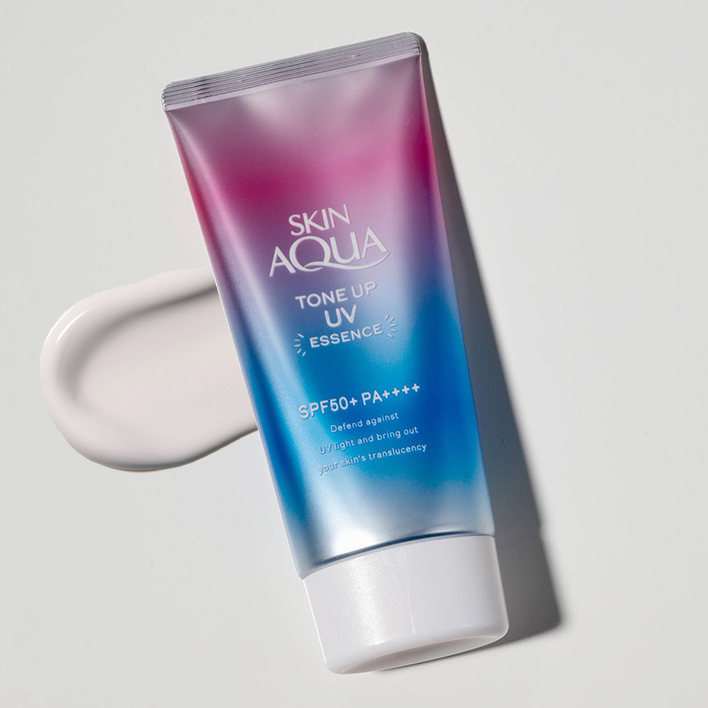 SKIN
AQUA
TONE UP
UV
ESSENCE
SPF50+ PA++++
Defend against
UV light and bring out
your skin's translucency